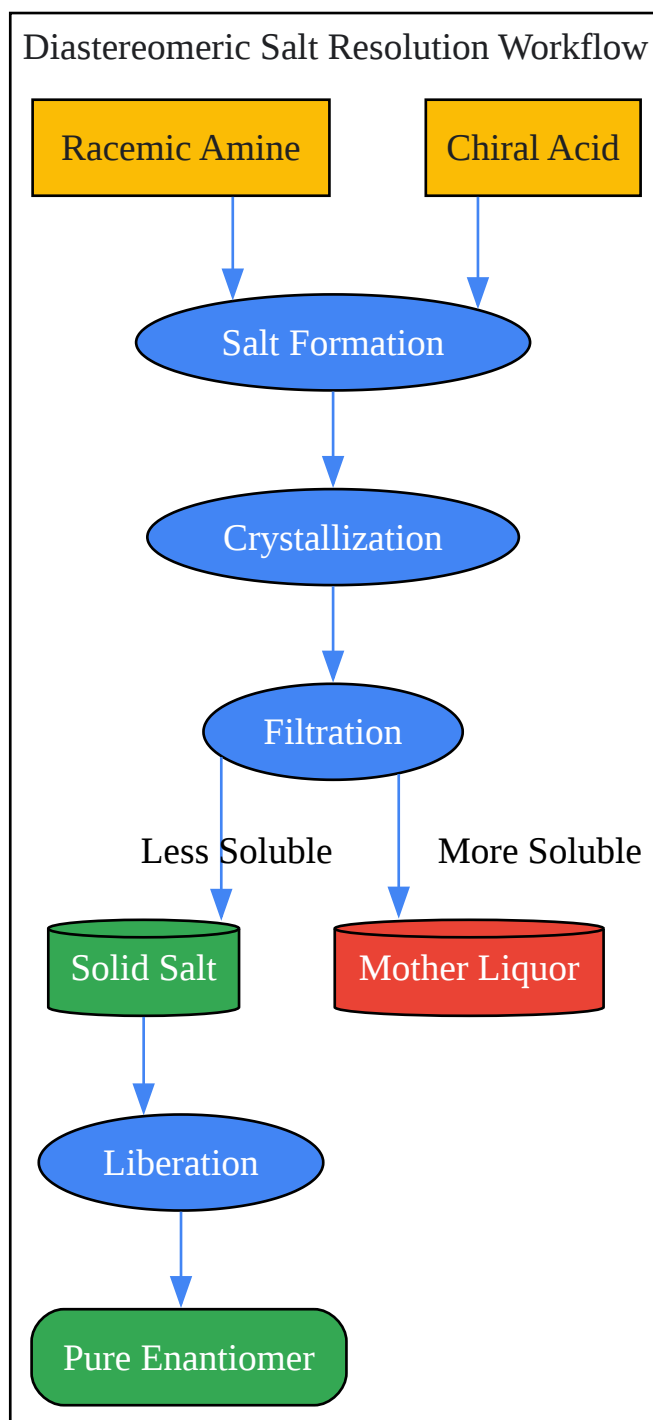 Diastereomeric Salt Resolution Workflow
Racemic Amine
Chiral Acid
Salt Formation
Crystallization
Filtration
Less Soluble
More Soluble
Solid Salt
Mother Liquor
Liberation
Pure Enantiomer